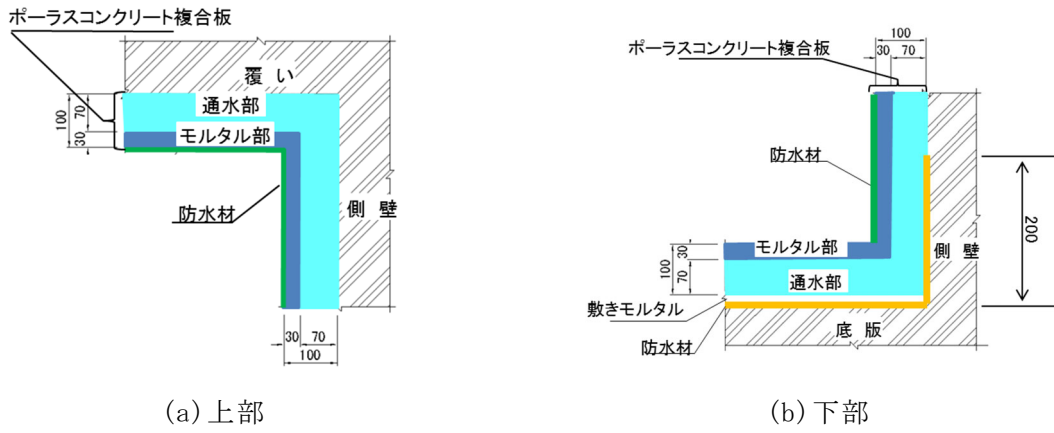 ポーラスコンクリート複合板
覆い
通水部
モルタル部
100
70
30
防水材
側壁
30
70
100
(a)上部
ポーラスコンクリート複合板
100
30
70
防水材
側壁
200
モルタル部
通水部
100
30
70
敷きモルタル
防水材
底版
(b)下部